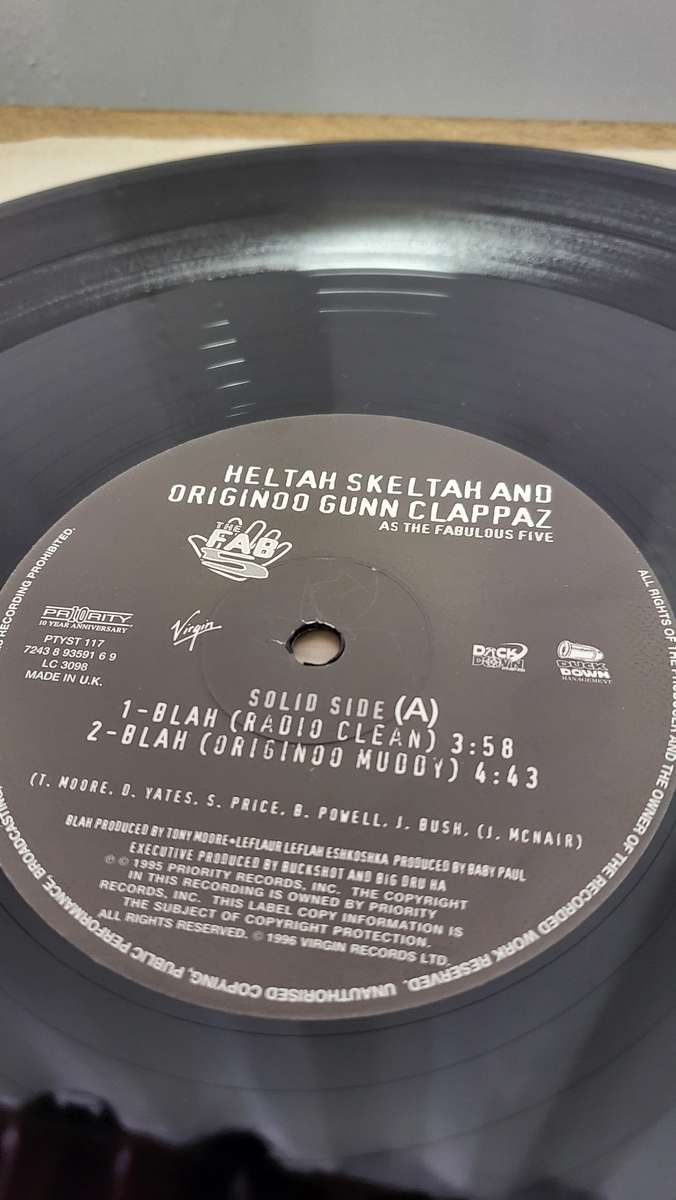 HELTAH SKELTAH AND
ORIGINOO GUNN CLAPPAZ
AS THE FABULOUS FIVE
THE
FAB
5
PR10RITY
10 YEAR ANNIVERSARY
PTYST 117
7243 8 93591 6 9
LC 3098
MADE IN U.K.
Virgin
DUCK
DOWN
DUCK
DOWN
MANAGEMENT
SOLID SIDE (A)
1-BLAH (RADIO CLEAN) 3:58
2-BLAH (ORIGINOO MUDDY) 4:43
(T. MOORE, D. YATES, S. PRICE, B. POWELL, J. BUSH, (J. MCNAIR)
BLAH PRODUCED BY TONY MOORE•LEFLAUR LEFLAH ESHKOSHKA PRODUCED BY BABY PAUL
EXECUTIVE PRODUCED BY BUCKSHOT AND BIG DRU HA
℗ © 1995 PRIORITY RECORDS, INC. THE COPYRIGHT
IN THIS RECORDING IS OWNED BY PRIORITY
RECORDS, INC. THIS LABEL COPY INFORMATION IS
THE SUBJECT OF COPYRIGHT PROTECTION.
ALL RIGHTS RESERVED. © 1996 VIRGIN RECORDS LTD.
ALL RIGHTS OF THE PRODUCER AND THE OWNER OF THE RECORDED WORK RESERVED. UNAUTHORISED COPYING, PUBLIC PERFORMANCE, BROADCASTING RECORDING PROHIBITED.